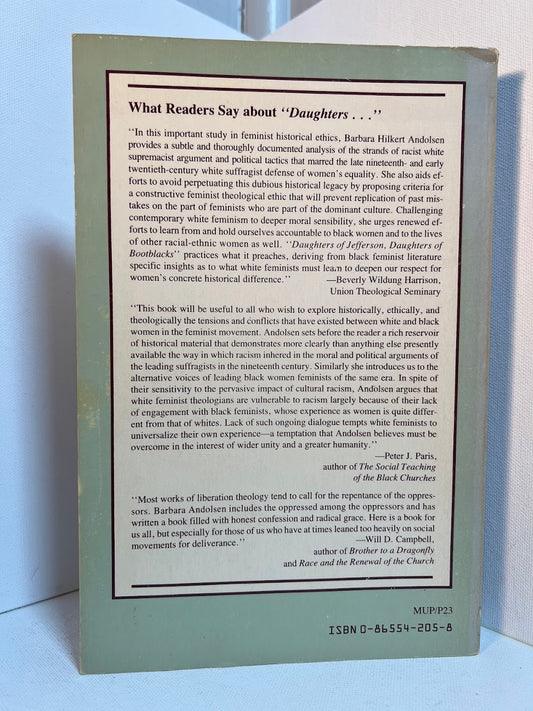 What Readers Say about “Daughters . . .”
“In this important study in feminist historical ethics, Barbara Hilkert Andolsen
provides a subtle and thoroughly documented analysis of the strands of racist white
supremacist argument and political tactics that marred the late nineteenth- and early
twentieth-century white suffragist defense of women's equality. She also aids ef-
forts to avoid perpetuating this dubious historical legacy by proposing criteria for
a constructive feminist theological ethic that will prevent replication of past mis-
takes on the part of feminists who are part of the dominant culture. Challenging
contemporary white feminism to deeper moral sensibility, she urges renewed ef-
forts to learn from and hold ourselves accountable to black women and to the lives
of other racial-ethnic women as well. “Daughters of Jefferson, Daughters of
Bootblacks” practices what it preaches, deriving from black feminist literature
specific insights as to what white feminists must learn to deepen our respect for
women's concrete historical difference.” —Beverly Wildung Harrison,
Union Theological Seminary
“This book will be useful to all who wish to explore historically, ethically, and
theologically the tensions and conflicts that have existed between white and black
women in the feminist movement. Andolsen sets before the reader a rich reservoir
of historical material that demonstrates more clearly than anything else presently
available the way in which racism inhered in the moral and political arguments of
the leading suffragists in the nineteenth century. Similarly she introduces us to the
alternative voices of leading black women feminists of the same era. In spite of
their sensitivity to the pervasive impact of cultural racism, Andolsen argues that
white feminist theologians are vulnerable to racism largely because of their lack
of engagement with black feminists, whose experience as women is quite differ-
ent from that of whites. Lack of such ongoing dialogue tempts white feminists to
universalize their own experience—a temptation that Andolsen believes must be
overcome in the interest of wider unity and a greater humanity.”
—Peter J. Paris,
author of The Social Teaching
of the Black Churches
“Most works of liberation theology tend to call for the repentance of the oppres-
sors. Barbara Andolsen includes the oppressed among the oppressors and has
written a book filled with honest confession and radical grace. Here is a book for
us all, but especially for those of us who have at times leaned too heavily on social
movements for deliverance.” —Will D. Campbell,
author of Brother to a Dragonfly
and Race and the Renewal of the Church
MUP/P23
ISBN 0-86554-205-8